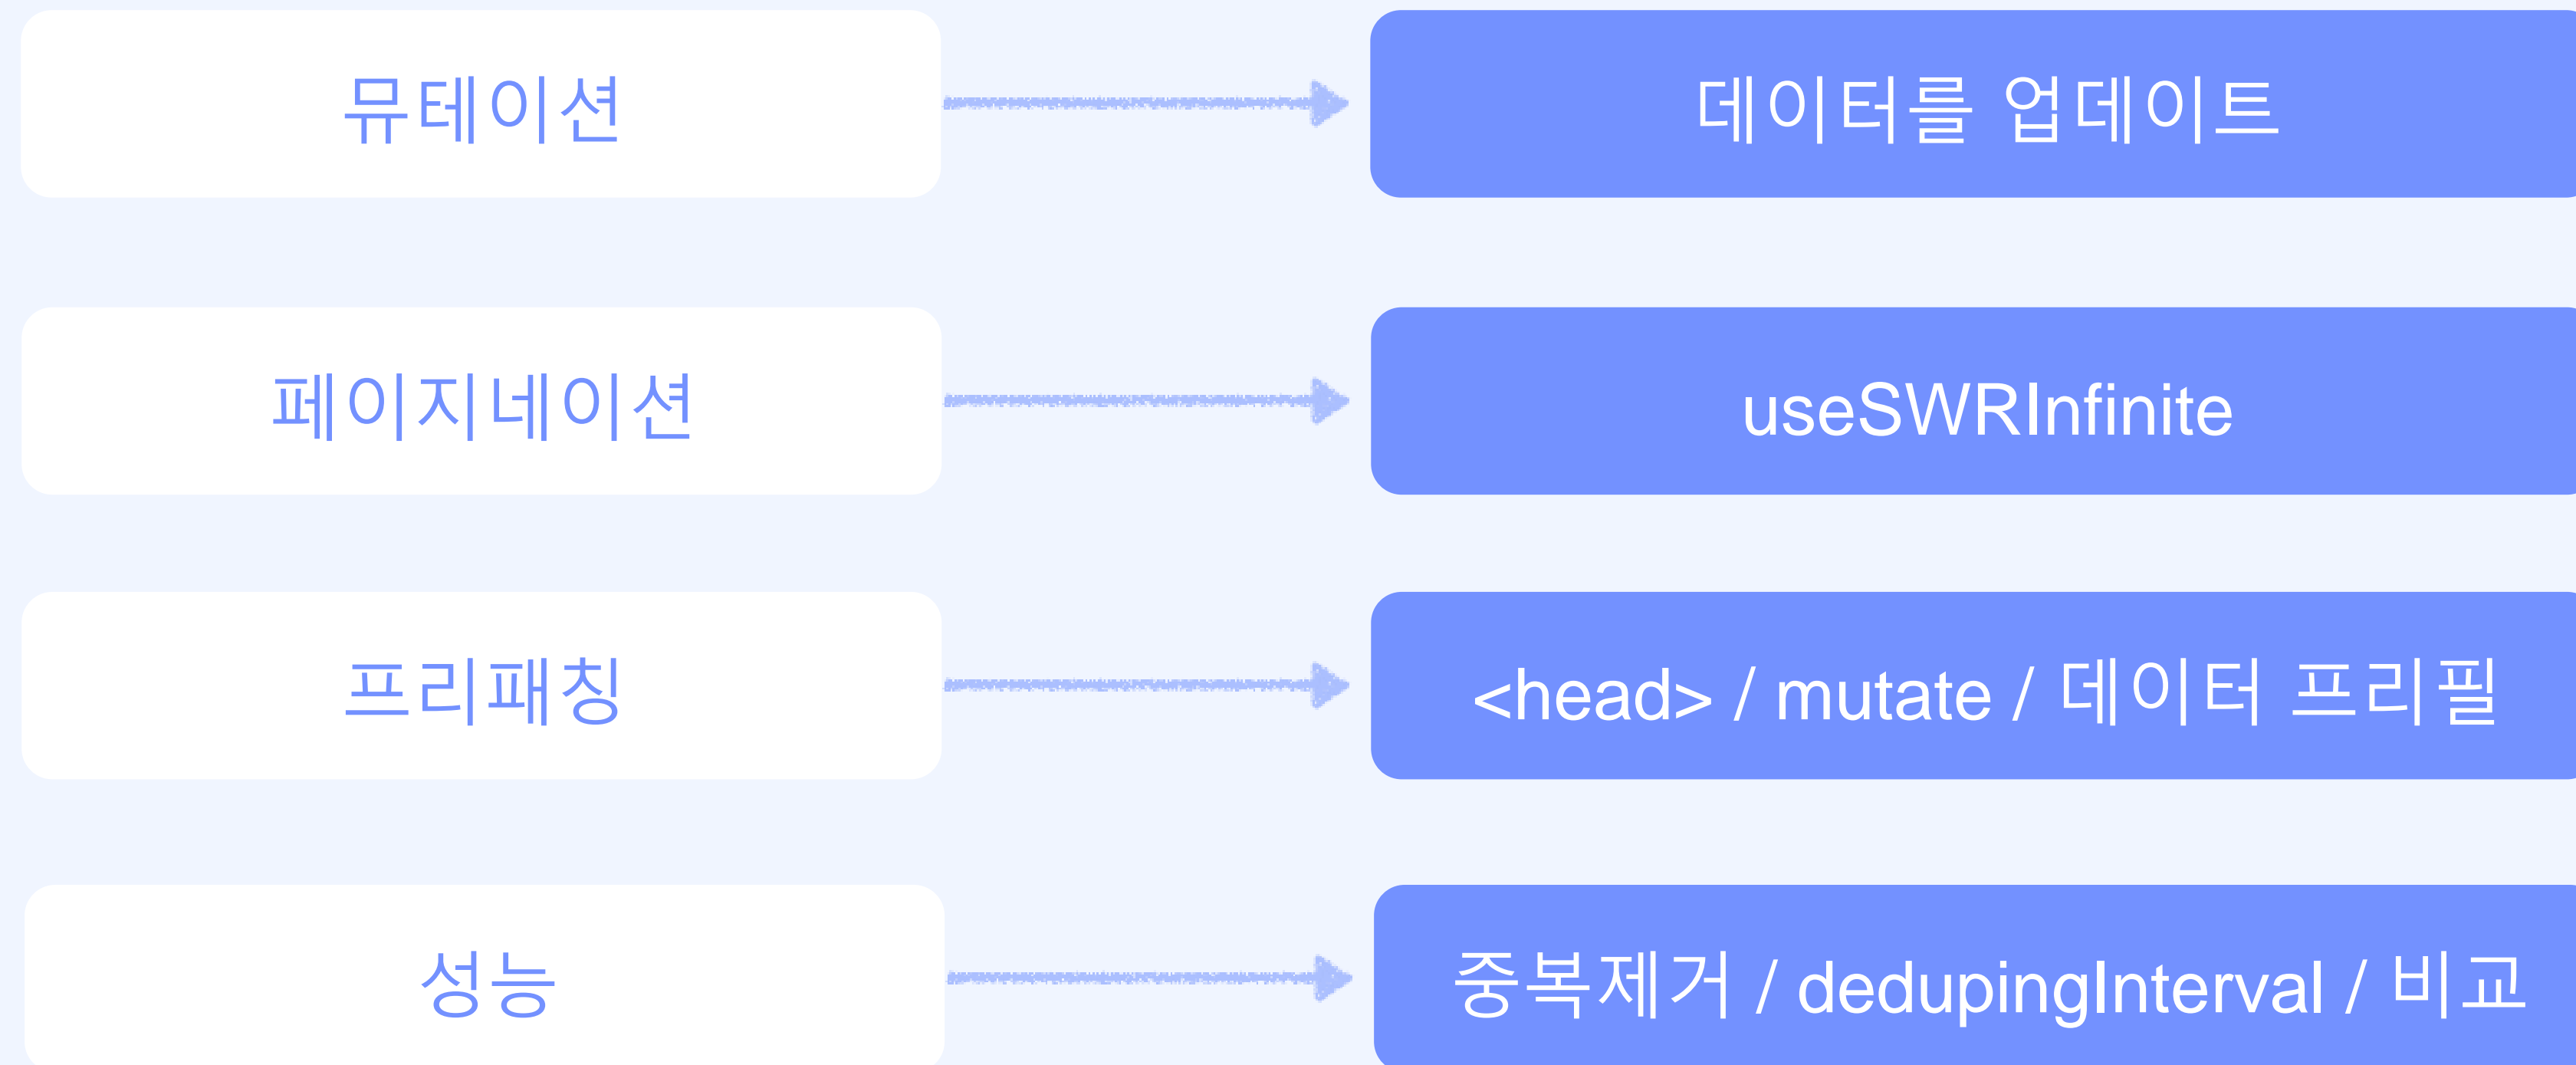 뮤테이션
데이터를 업데이트
페이지네이션
useSWRInfinite
프리패칭
<head> / mutate / 데이터 프리필
성능
중복제거 / dedupingInterval / 비교